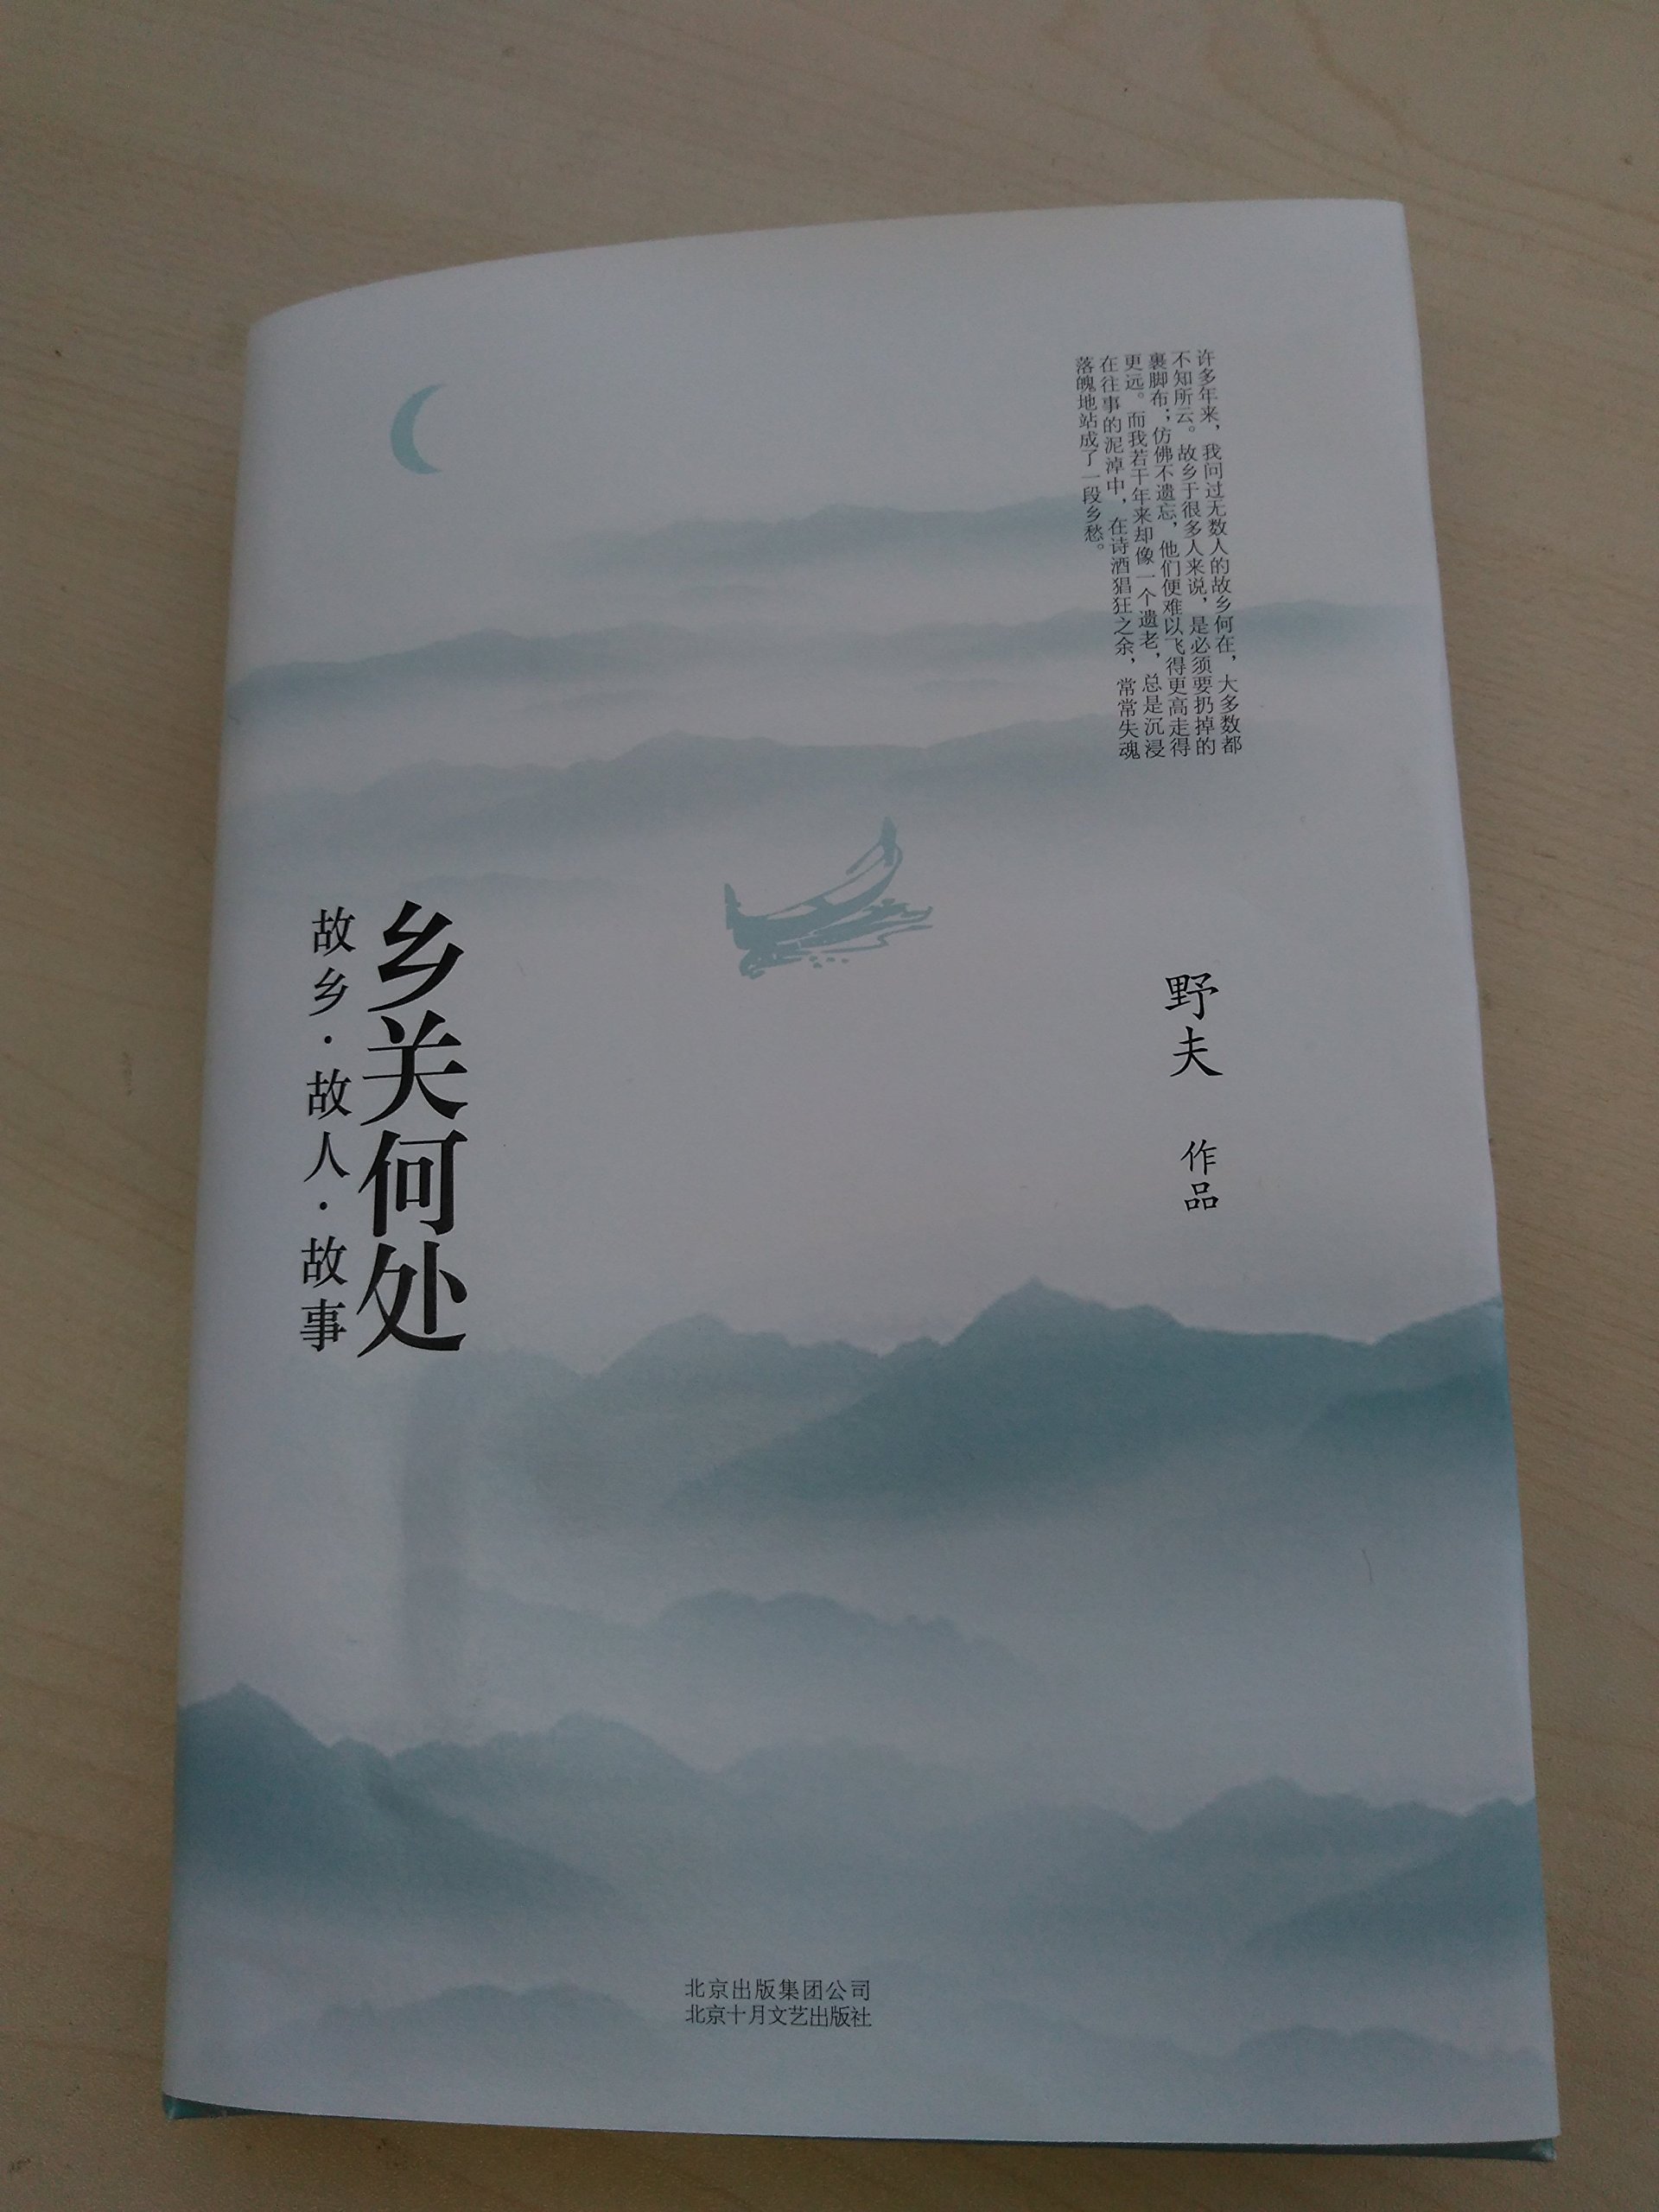 许多年来，我问过无数人的故乡何在，大多数都
不知所云。故乡于很多人来说，是必须要扔掉的
裹脚布；仿佛不遗忘，他们便难以飞得更高走得
更远。而我若干年来却像一个遗老，总是沉浸
在往事的泥淖中，在诗酒猖狂之余，常常失魂
落魄地站成了一段乡愁。
野夫 作品
乡关何处
故乡·故人·故事
北京出版集团公司
北京十月文艺出版社